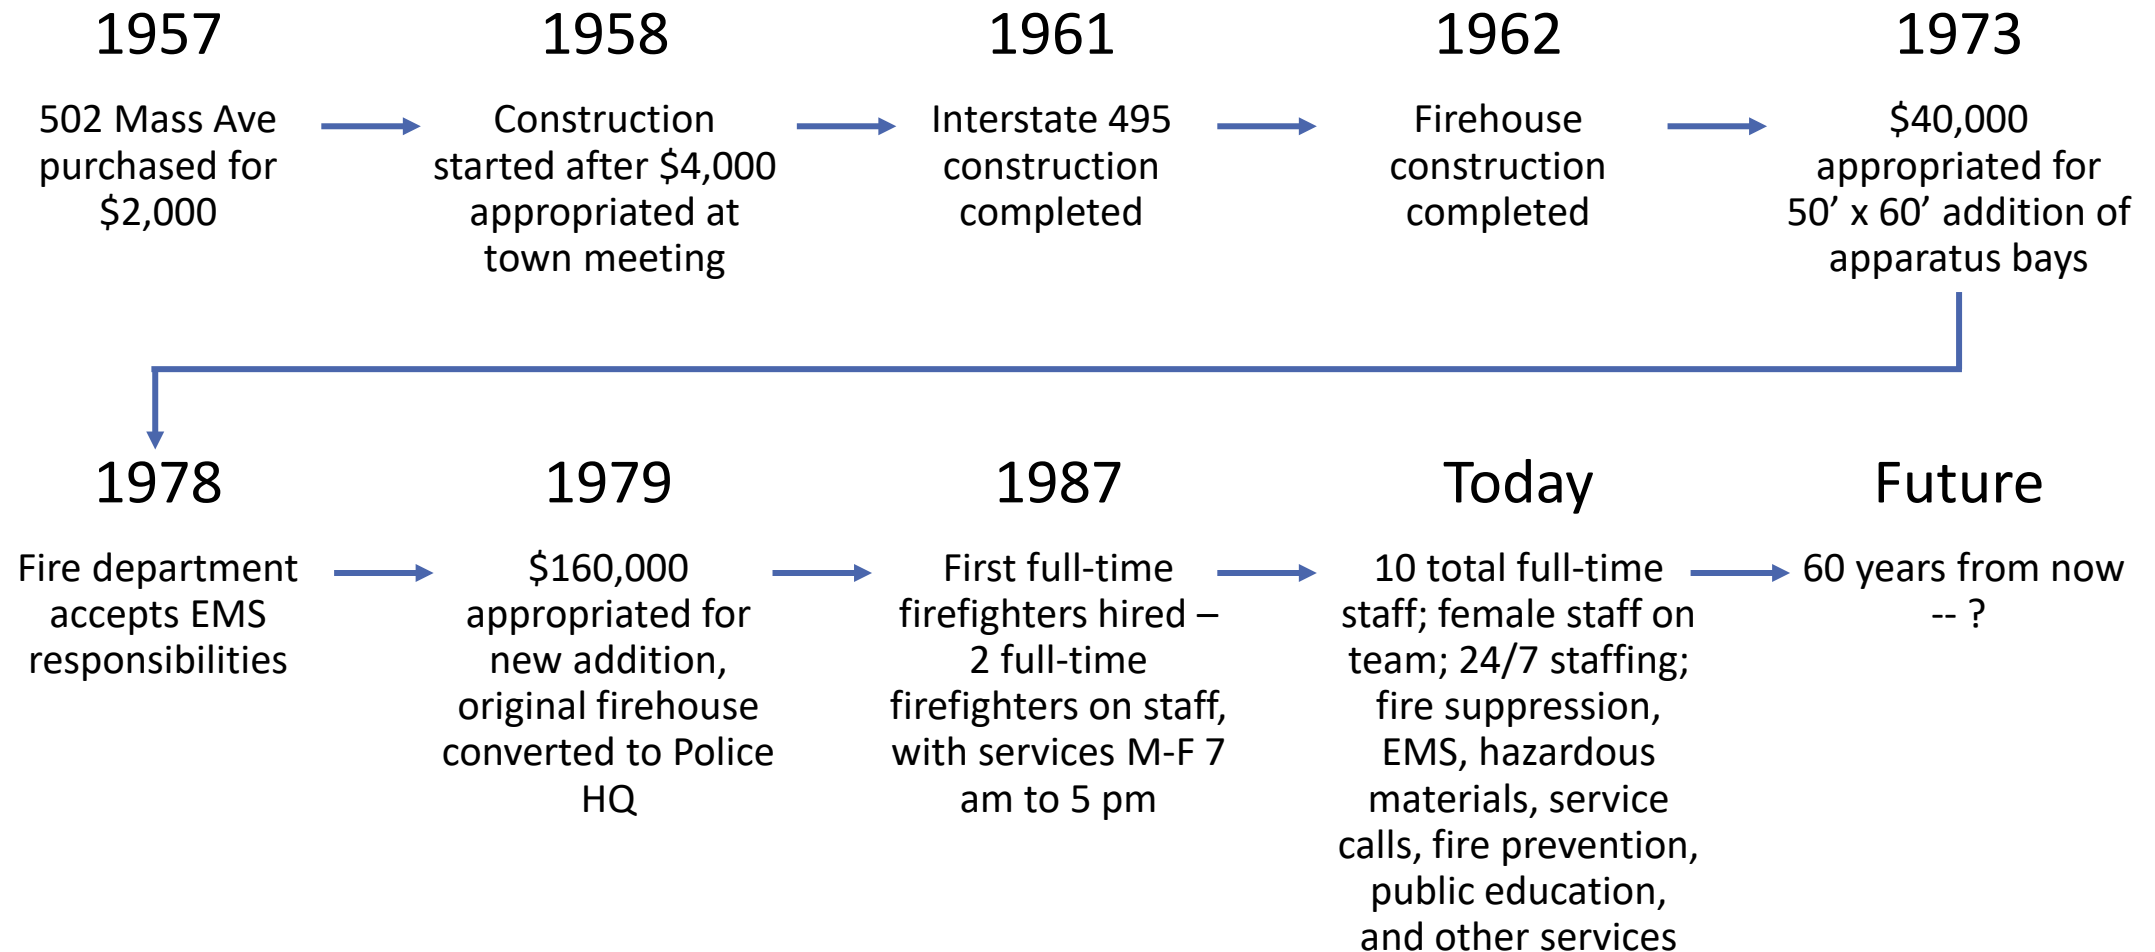 1957
502 Mass Ave
purchased for
$2,000
1958
Construction
started after $4,000
appropriated at
town meeting
1961
Interstate 495
construction
completed
1962
Firehouse
construction
completed
1973
$40,000
appropriated for
50’ x 60’ addition of
apparatus bays
1978
Fire department
accepts EMS
responsibilities
1979
$160,000
appropriated for
new addition,
original firehouse
converted to Police
HQ
1987
First full-time
firefighters hired –
2 full-time
firefighters on staff,
with services M-F 7
am to 5 pm
Today
10 total full-time
staff; female staff on
team; 24/7 staffing;
fire suppression,
EMS, hazardous
materials, service
calls, fire prevention,
public education,
and other services
Future
60 years from now
-- ?